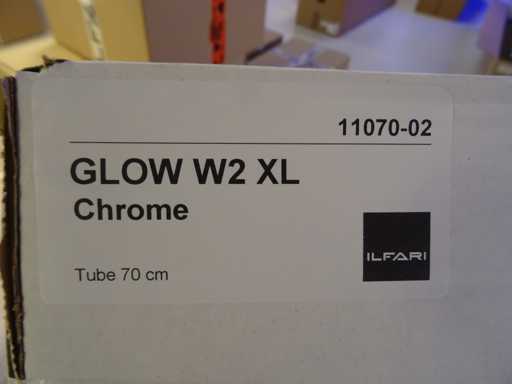 11070-02
GLOW W2 XL
Chrome
ILFARI
Tube 70 cm